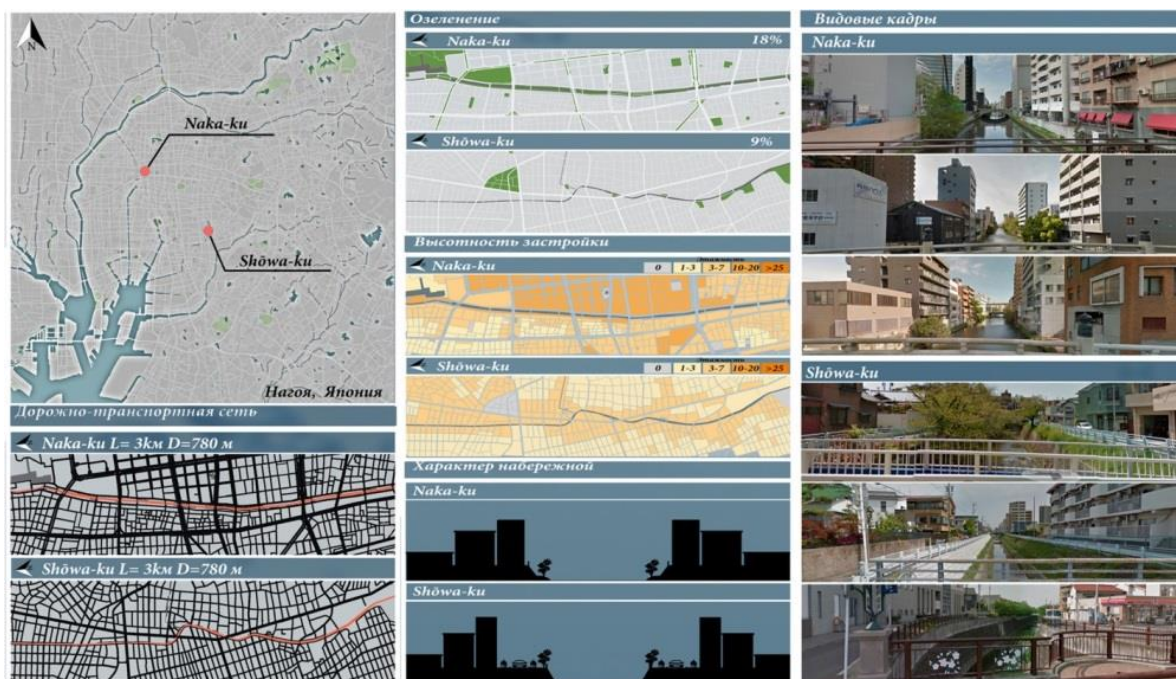 N
Naka-ku
Shōwa-ku
Нагоя, Япония
Дорожно-транспортная сеть
Naka-ku L= 3км D=780 м
Shōwa-ku L= 3км D=780 м
Озеленение
Naka-ku 18%
Shōwa-ku 9%
Высотность застройки
Naka-ku
0 1-3 3-7 10-20 >25
Shōwa-ku
0 1-3 3-7 10-20 >25
Характер набережной
Naka-ku
Shōwa-ku
Видовые кадры
Naka-ku
Shōwa-ku